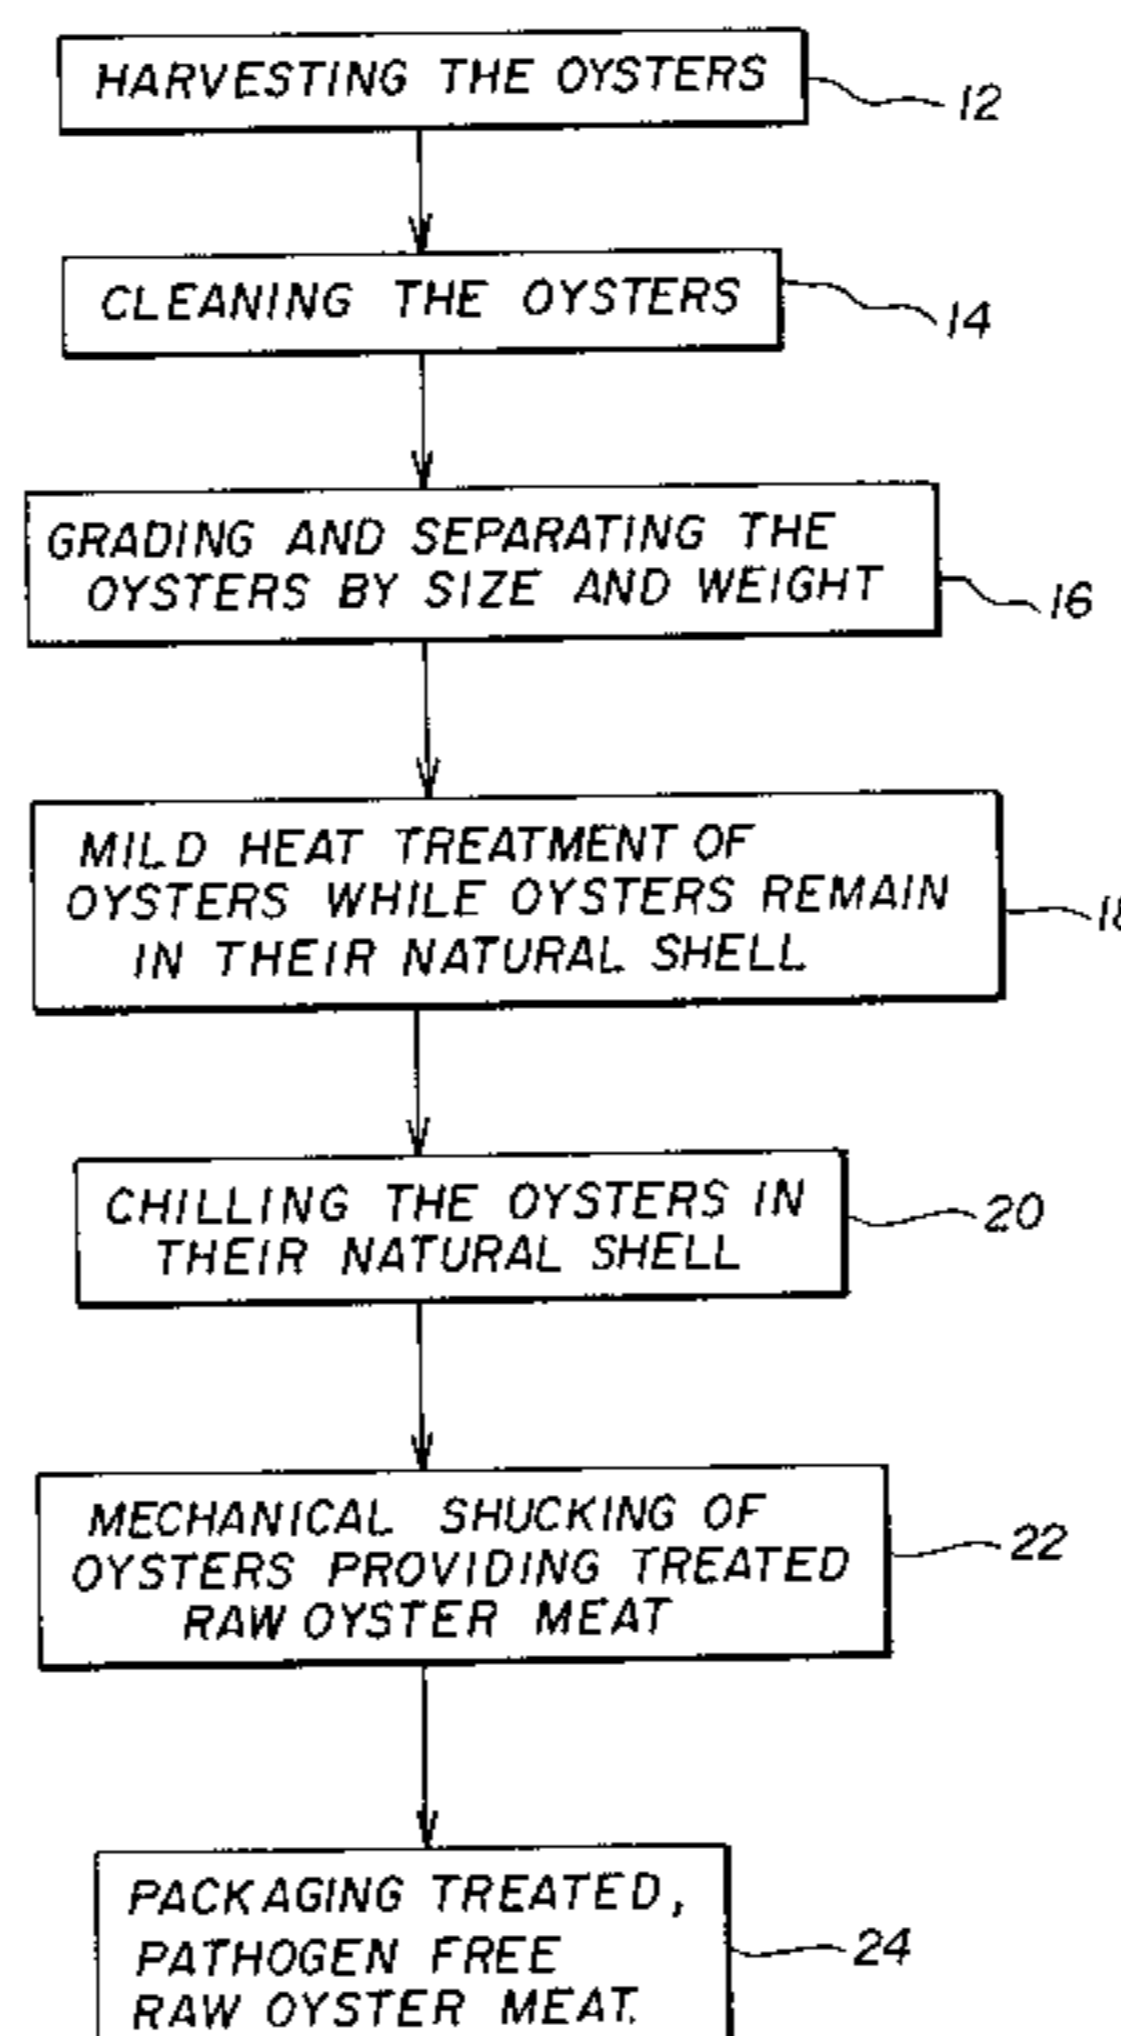 HARVESTING THE OYSTERS
12
CLEANING THE OYSTERS
14
GRADING AND SEPARATING THE
OYSTERS BY SIZE AND WEIGHT
16
MILD HEAT TREATMENT OF
OYSTERS WHILE OYSTERS REMAIN
IN THEIR NATURAL SHELL
18
CHILLING THE OYSTERS IN
THEIR NATURAL SHELL
20
MECHANICAL SHUCKING OF
OYSTERS PROVIDING TREATED
RAW OYSTER MEAT
22
PACKAGING TREATED,
PATHOGEN FREE
RAW OYSTER MEAT.
24